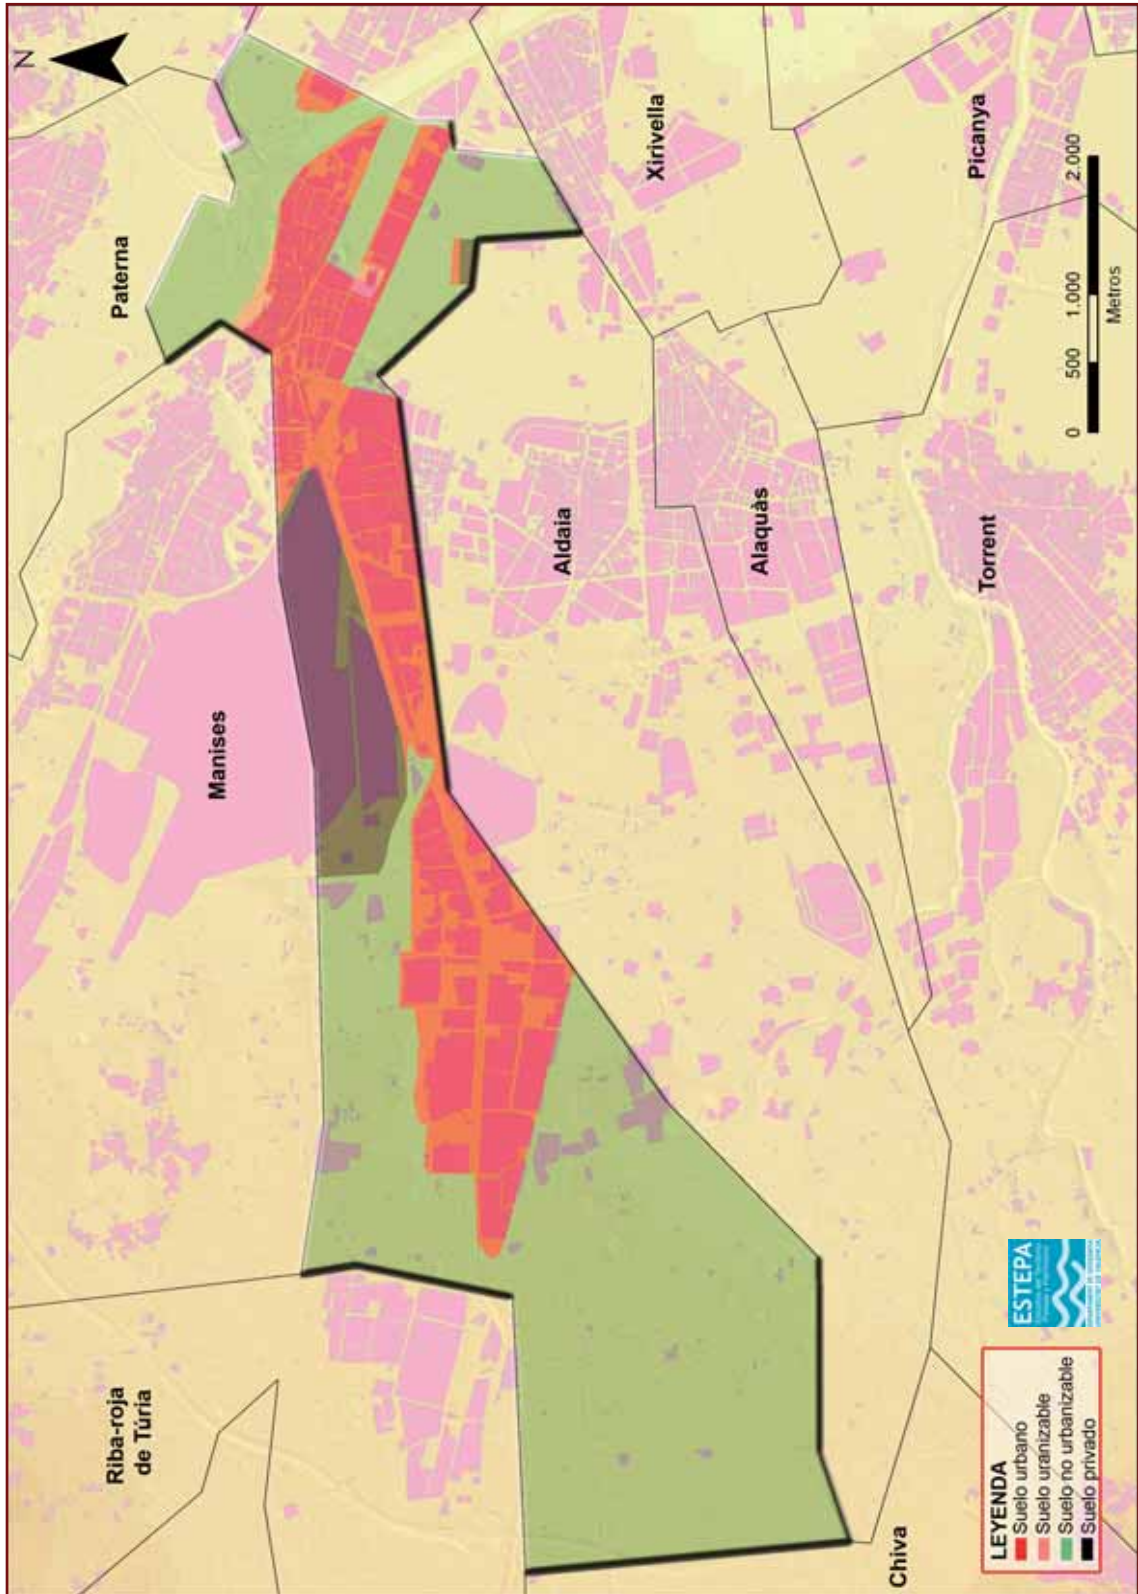 N
Riba-roja
de Túria
Paterna
Manises
Aldaia
Xirivella
Alaquàs
Chiva
Picanya
Torrent
LEYENDA
Suelo urbano
Suelo uranizable
Suelo no urbanizable
Suelo privado
ESTEPA
0 500 1.000 2.000
Metros